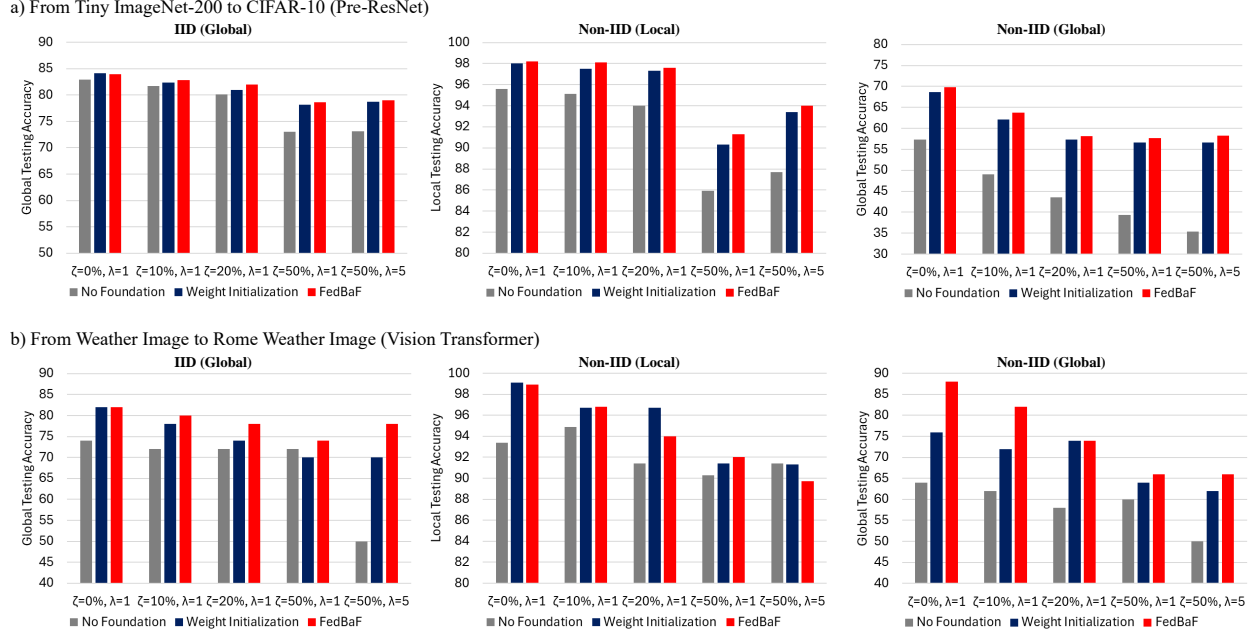 a) From Tiny ImageNet-200 to CIFAR-10 (Pre-ResNet)
IID (Global)
Global Testing Accuracy
90
85
80
75
70
65
60
55
50
ζ=0%, λ=1 ζ=10%, λ=1 ζ=20%, λ=1 ζ=50%, λ=1 ζ=50%, λ=5
No Foundation Weight Initialization FedBaF
Non-IID (Local)
Local Testing Accuracy
100
98
96
94
92
90
88
86
84
82
80
ζ=0%, λ=1 ζ=10%, λ=1 ζ=20%, λ=1 ζ=50%, λ=1 ζ=50%, λ=5
No Foundation Weight Initialization FedBaF
Non-IID (Global)
Global Testing Accuracy
80
75
70
65
60
55
50
45
40
35
30
ζ=0%, λ=1 ζ=10%, λ=1 ζ=20%, λ=1 ζ=50%, λ=1 ζ=50%, λ=5
No Foundation Weight Initialization FedBaF
b) From Weather Image to Rome Weather Image (Vision Transformer)
IID (Global)
Global Testing Accuracy
90
85
80
75
70
65
60
55
50
45
40
ζ=0%, λ=1 ζ=10%, λ=1 ζ=20%, λ=1 ζ=50%, λ=1 ζ=50%, λ=5
No Foundation Weight Initialization FedBaF
Non-IID (Local)
Local Testing Accuracy
100
98
96
94
92
90
88
86
84
82
80
ζ=0%, λ=1 ζ=10%, λ=1 ζ=20%, λ=1 ζ=50%, λ=1 ζ=50%, λ=5
No Foundation Weight Initialization FedBaF
Non-IID (Global)
Global Testing Accuracy
90
85
80
75
70
65
60
55
50
45
40
ζ=0%, λ=1 ζ=10%, λ=1 ζ=20%, λ=1 ζ=50%, λ=1 ζ=50%, λ=5
No Foundation Weight Initialization FedBaF